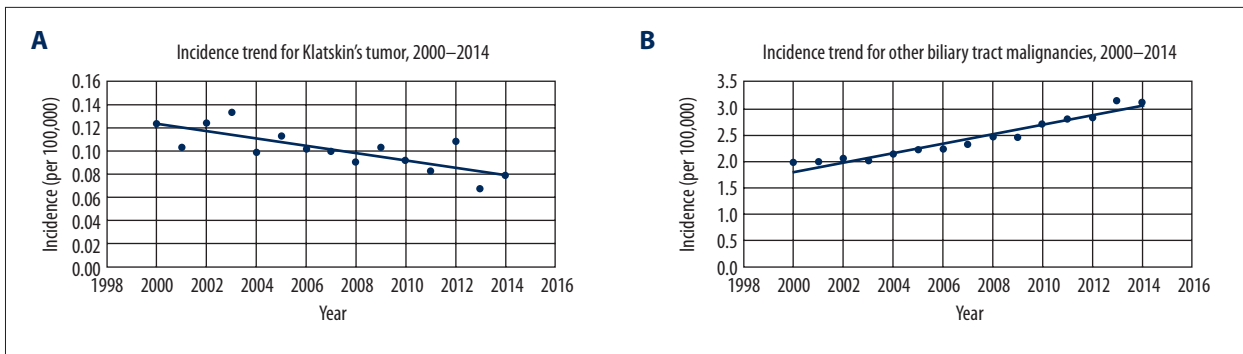 A
Incidence trend for Klatskin's tumor, 2000–2014
Incidence (per 100,000)
0.16
0.14
0.12
0.10
0.08
0.06
0.04
0.02
0.00
1998 2000 2002 2004 2006 2008 2010 2012 2014 2016
Year
B
Incidence trend for other biliary tract malignancies, 2000–2014
Incidence (per 100,000)
3.5
3.0
2.5
2.0
1.5
1.0
0.5
0.0
1998 2000 2002 2004 2006 2008 2010 2012 2014 2016
Year